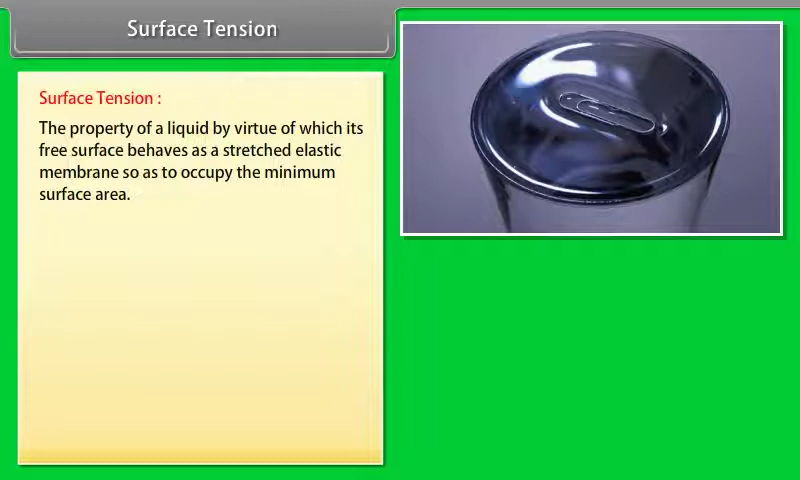 Surface Tension
Surface Tension :
The property of a liquid by virtue of which its
free surface behaves as a stretched elastic
membrane so as to occupy the minimum
surface area.